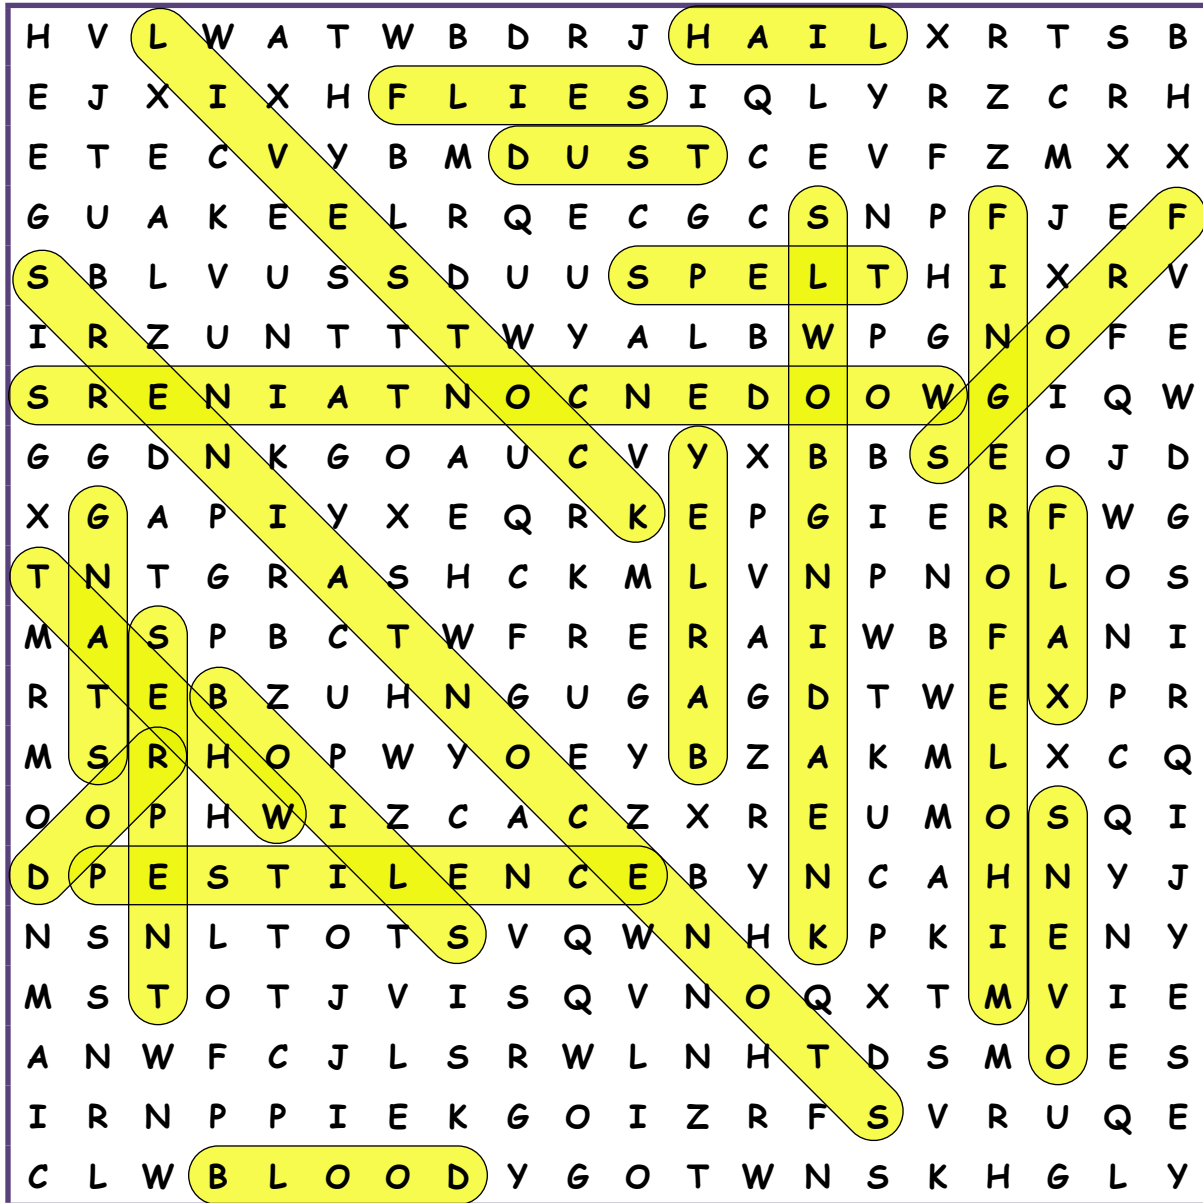 H V L W A T W B D R J H A I L X R T S B
E J X I X H F L I E S I Q L Y R Z C R H
E T E C V Y B M D U S T C E V F Z M X X
G U A K E E L R Q E C G C S N P F J E F
S B L V U S S D U U S P E L T H I X R V
I R Z U N T T T W Y A L B W P G N O F E
S R E N I A T N O C N E D O O W G I Q W
G G D N K G O A U C V Y X B B S E O J D
X G A P I Y X E Q R K E P G I E R F W G
T N T G R A S H C K M L V N P N O L O S
M A S P B C T W F R E R A I W B F A N I
R T E B Z U H N G U G A G D T W E X P R
M S R H O P W Y O E Y B Z A K M L X C Q
O O P H W I Z C A C Z X R E U M O S Q I
D P E S T I L E N C E B Y N C A H N Y J
N S N L T O T S V Q W N H K P K I E N Y
M S T O T J V I S Q V N O Q X T M V I E
A N W F C J L S R W L N H T D S M O E S
I R N P P I E K G O I Z R F S V R U Q E
C L W B L O O D Y G O T W N S K H G L Y